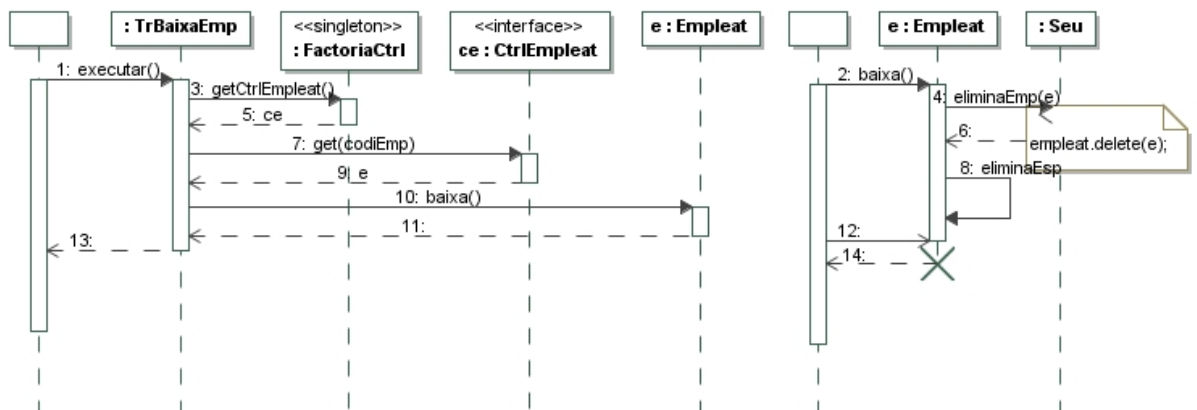 : TrBaixaEmp
<<singleton>>
: FactoriaCtrl
<<interface>>
ce : CtrlEmpleat
e : Empleat
1: executar()
3: getCtrlEmpleat()
5: ce
7: get(codiEmp)
9: e
10: baixa()
11:
13:
e : Empleat
: Seu
2: baixa()
4: eliminaEmp(e)
6:
empleat.delete(e);
8: eliminaEsp
12:
14: